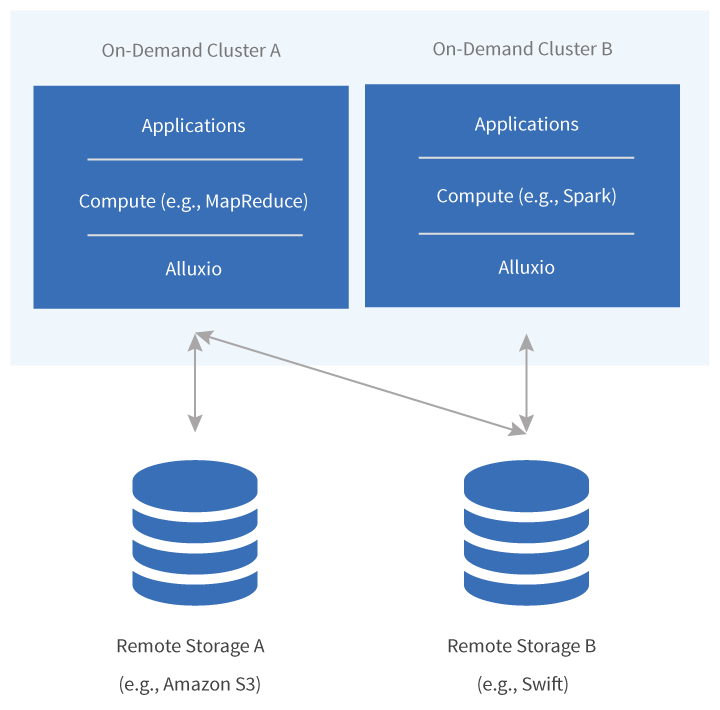 On-Demand Cluster A
On-Demand Cluster B
Applications
Compute (e.g., MapReduce)
Alluxio
Applications
Compute (e.g., Spark)
Alluxio
Remote Storage A
(e.g., Amazon S3)
Remote Storage B
(e.g., Swift)